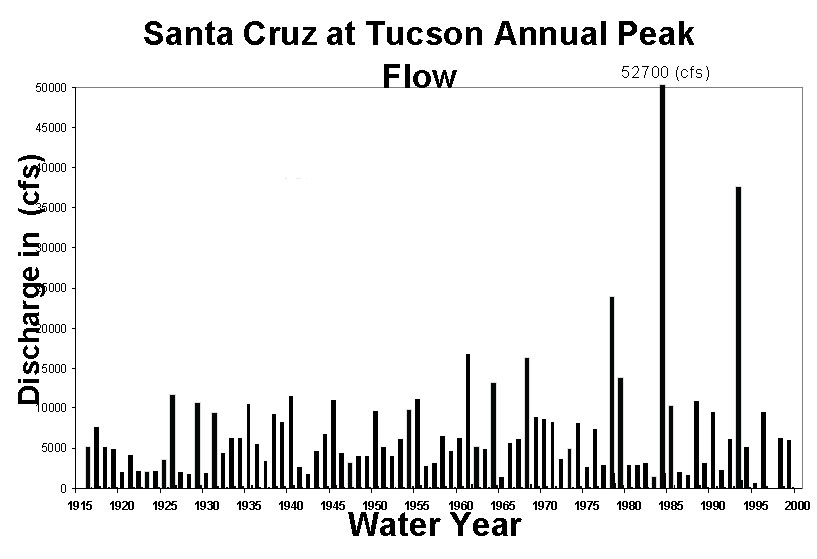 Santa Cruz at Tucson Annual Peak
Flow
52700 (cfs)
50000
45000
40000
35000
30000
25000
20000
15000
10000
5000
0
Discharge in (cfs)
1915 1920 1925 1930 1935 1940 1945 1950 1955 1960 1965 1970 1975 1980 1985 1990 1995 2000
Water Year